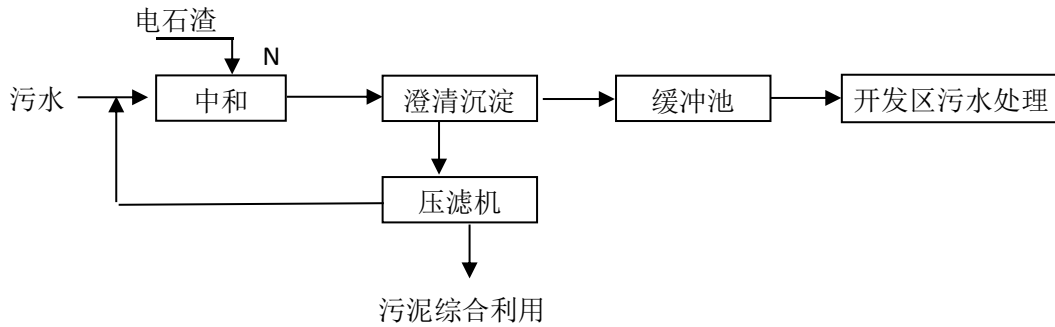 电石渣
N
污水
中和
澄清沉淀
缓冲池
开发区污水处理
压滤机
污泥综合利用